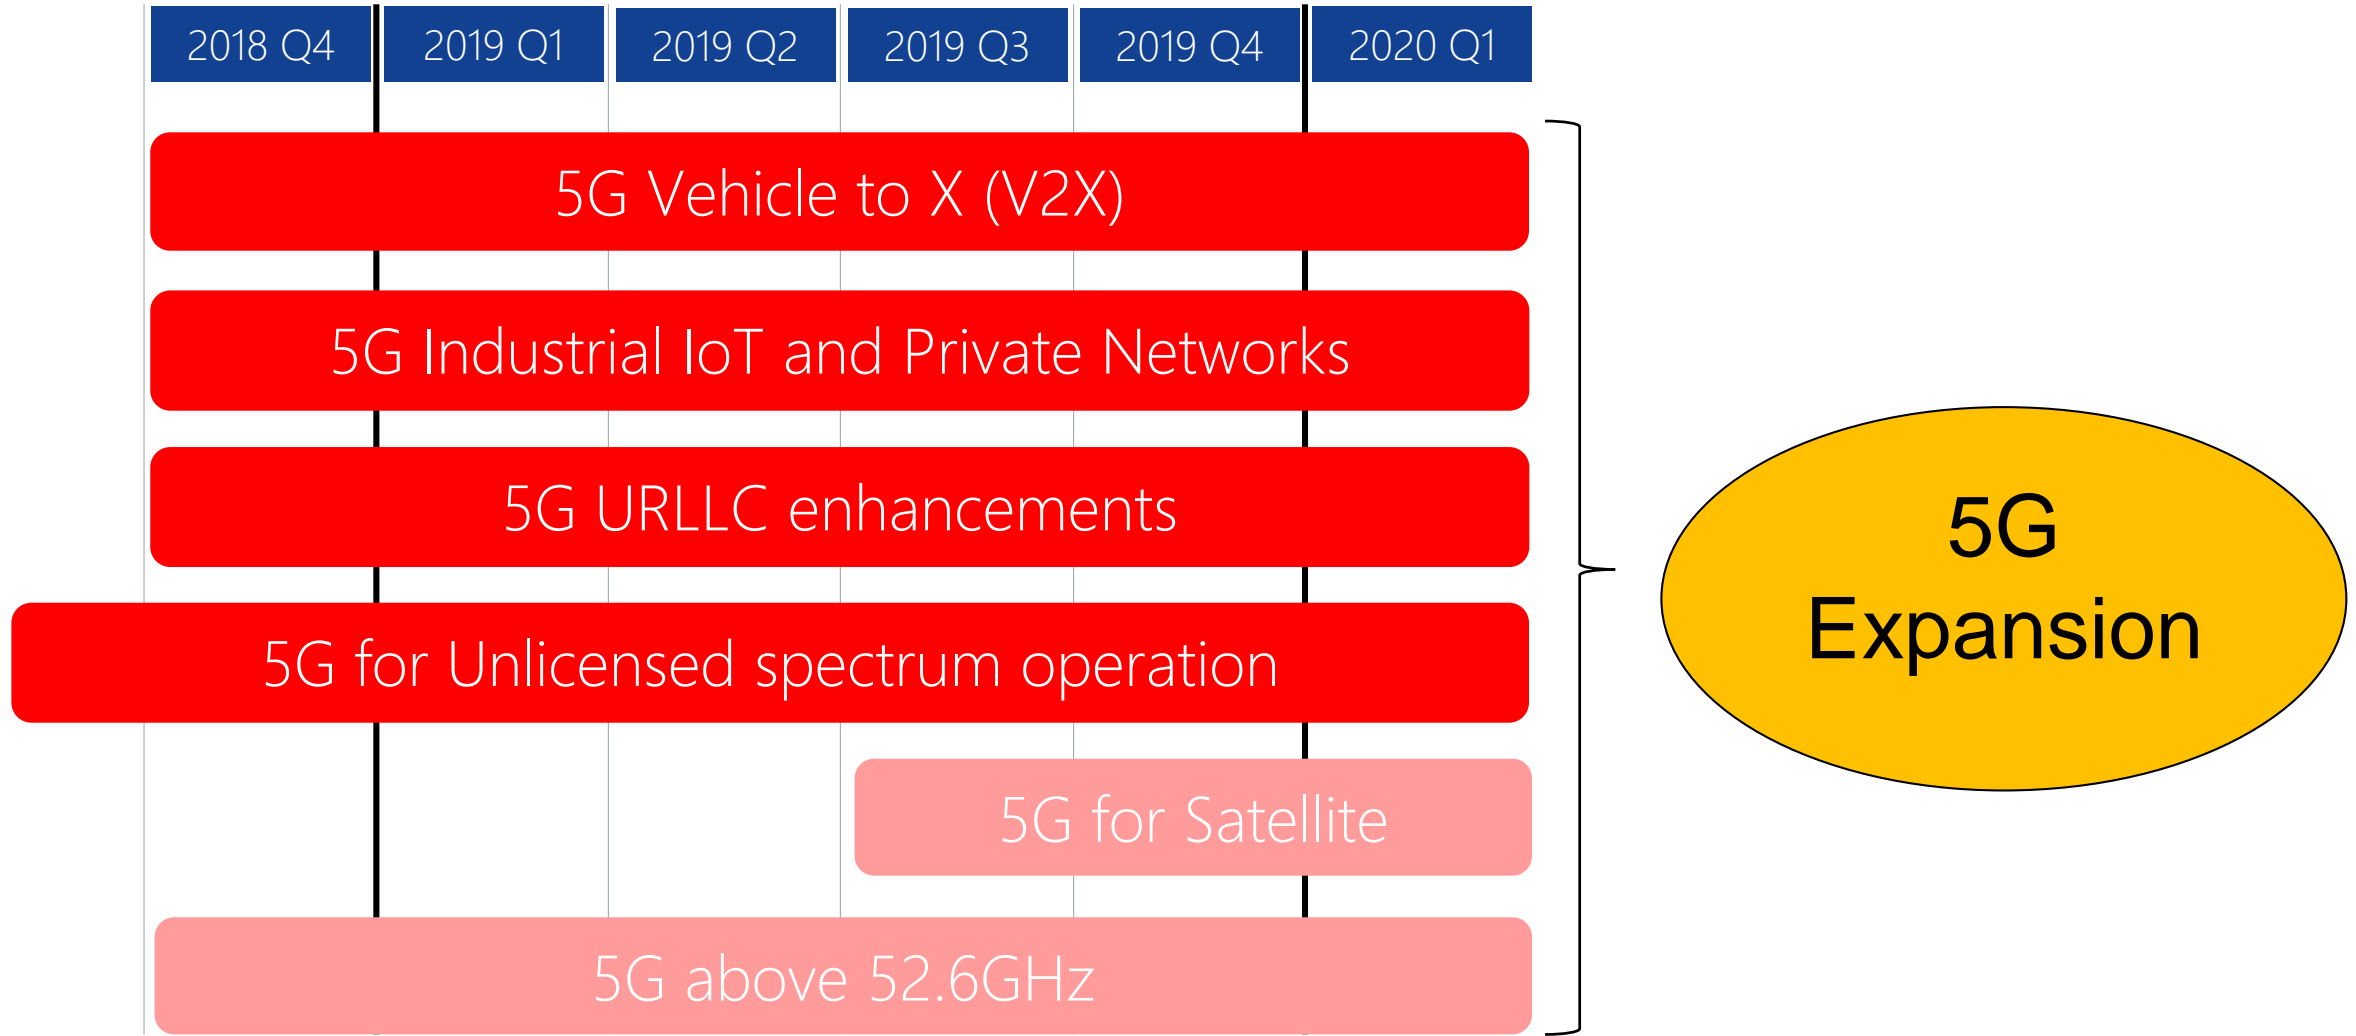 2018 Q4
2019 Q1
2019 Q2
2019 Q3
2019 Q4
2020 Q1
5G Vehicle to X (V2X)
5G Industrial IoT and Private Networks
5G URLLC enhancements
5G for Unlicensed spectrum operation
5G for Satellite
5G above 52.6GHz
5G
Expansion